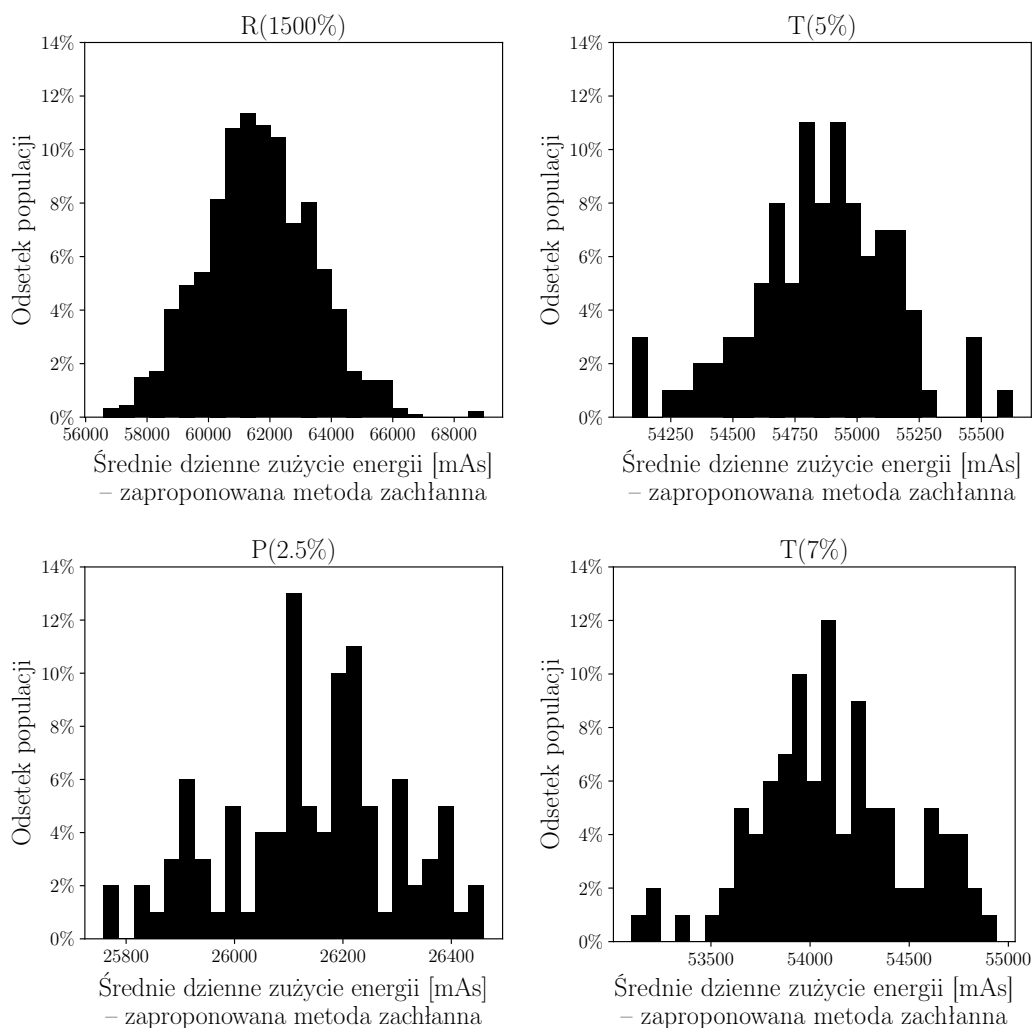 R(1500%)
14%
12%
10%
8%
6%
4%
2%
0%
Odsetek populacji
56000 58000 60000 62000 64000 66000 68000
Średnie dzienne zużycie energii [mAs]
– zaproponowana metoda zachłanna
T(5%)
14%
12%
10%
8%
6%
4%
2%
0%
Odsetek populacji
54250 54500 54750 55000 55250 55500
Średnie dzienne zużycie energii [mAs]
– zaproponowana metoda zachłanna
P(2.5%)
14%
12%
10%
8%
6%
4%
2%
0%
Odsetek populacji
25800 26000 26200 26400
Średnie dzienne zużycie energii [mAs]
– zaproponowana metoda zachłanna
T(7%)
14%
12%
10%
8%
6%
4%
2%
0%
Odsetek populacji
53500 54000 54500 55000
Średnie dzienne zużycie energii [mAs]
– zaproponowana metoda zachłanna